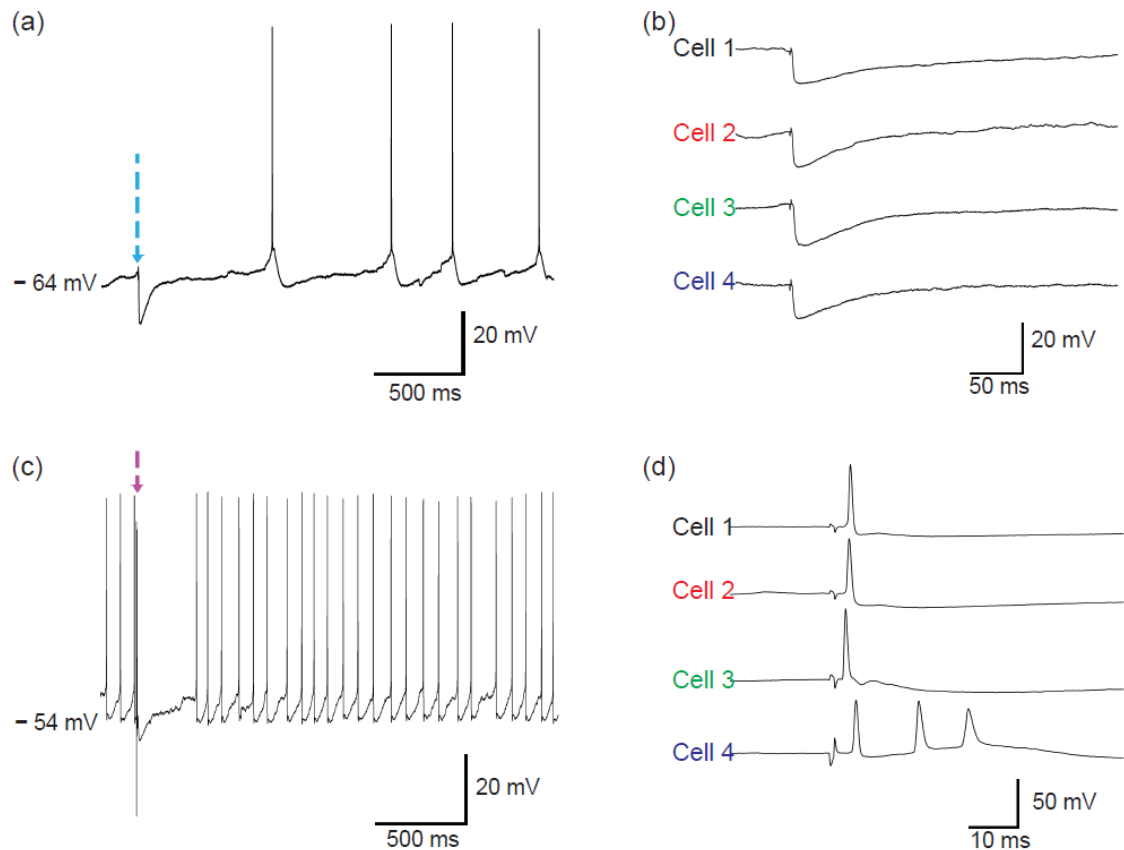 (a)
- 64 mV
20 mV
500 ms
(b)
Cell 1
Cell 2
Cell 3
Cell 4
20 mV
50 ms
(c)
- 54 mV
20 mV
500 ms
(d)
Cell 1
Cell 2
Cell 3
Cell 4
50 mV
10 ms